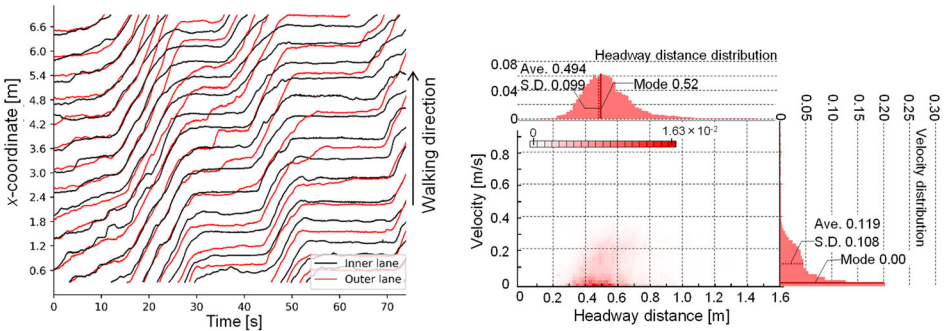 x-coordinate [m]
6.6
6.0
5.4
4.8
4.2
3.6
3.0
2.4
1.8
1.2
0.6
0 10 20 30 40 50 60 70
Time [s]
Inner lane
Outer lane
Walking direction
Headway distance distribution
0.08
0.04
0
Ave. 0.494
S.D. 0.099
Mode 0.52
0 1.63 × 10⁻²
Velocity [m/s]
0.8
0.6
0.4
0.2
0
0 0.2 0.4 0.6 0.8 1.0 1.2 1.4 1.6
Headway distance [m]
0 0.05 0.10 0.15 0.20 0.25 0.30
Velocity distribution
Ave. 0.119
S.D. 0.108
Mode 0.00